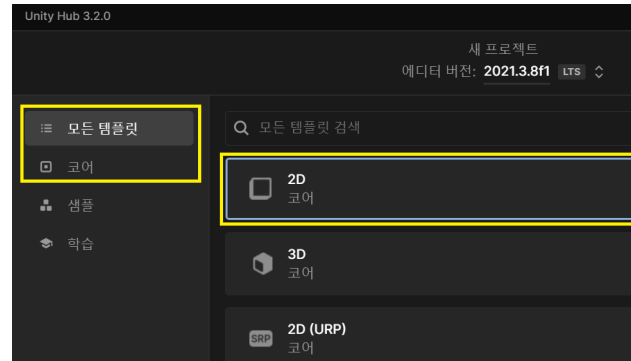 Unity Hub 3.2.0
새 프로젝트
에디터 버전: 2021.3.8f1 LTS
모든 템플릿
코어
샘플
학습
모든 템플릿 검색
2D
코어
3D
코어
SRP
2D (URP)
코어